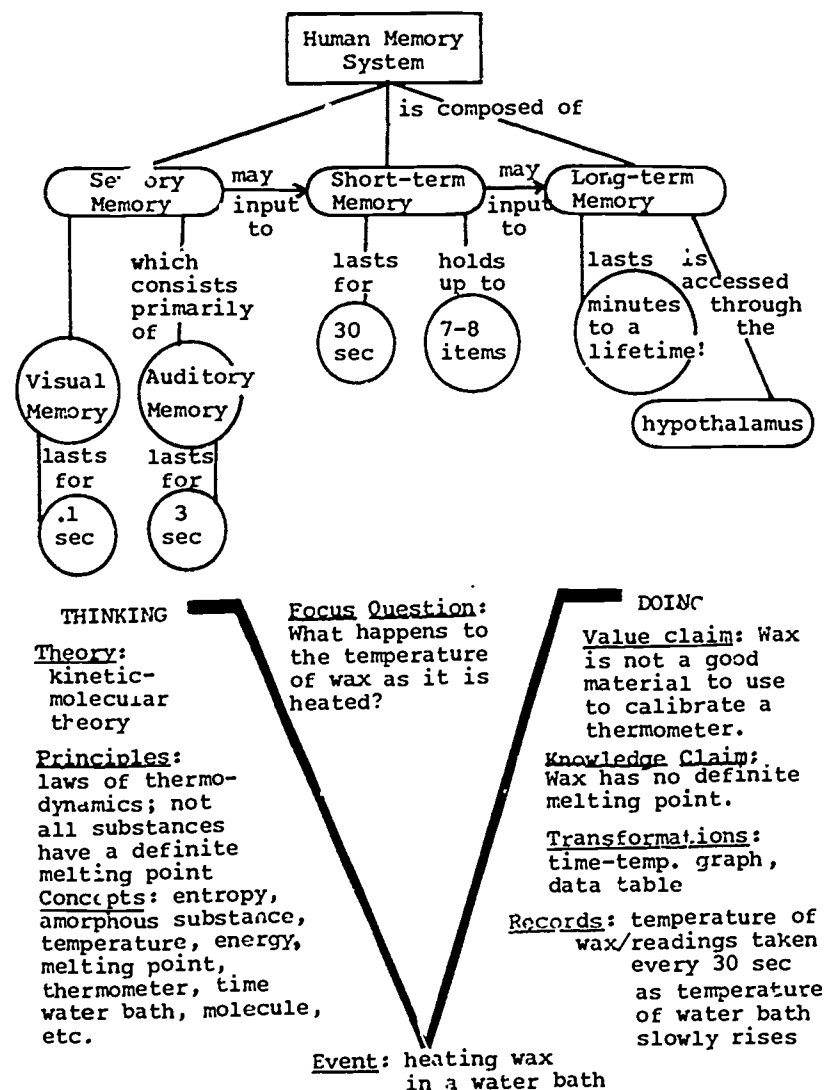 Human Memory
System
is composed of
Memory
may
input
to
Short-term
Memory
may
input
to
Long-term
Memory
which
consists
primarily
of
lasts
for
holds
up to
lasts
is
accessed
through
the
30
sec
7-8
items
minutes
to a
lifetime!
Visual
Memory
Auditory
Memory
hypothalamus
lasts
for
lasts
for
.1
sec
3
sec
THINKING
Theory:
kinetic-
molecular
theory
Principles:
laws of thermo-
dynamics; not
all substances
have a definite
melting point
Concepts: entropy,
amorphous substance,
temperature, energy,
melting point,
thermometer, time
water bath, molecule,
etc.
Focus Question:
What happens to
the temperature
of wax as it is
heated?
DOING
Value claim: Wax
is not a good
material to use
to calibrate a
thermometer.
Knowledge Claim:
Wax has no definite
melting point.
Transformations:
time-temp. graph,
data table
Records: temperature of
wax/readings taken
every 30 sec
as temperature
of water bath
slowly rises
Event: heating wax
in a water bath